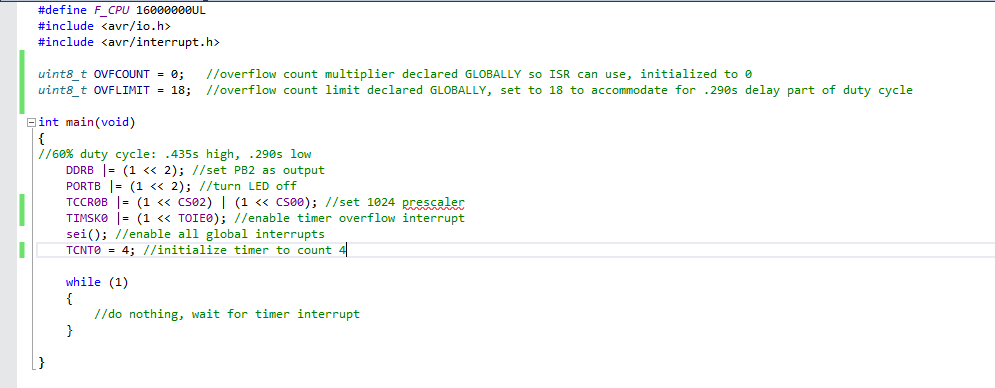 #define F_CPU 16000000UL
#include <avr/io.h>
#include <avr/interrupt.h>
uint8_t OVFCOUNT = 0;   //overflow count multiplier declared GLOBALLY so ISR can use, initialized to 0
uint8_t OVFLIMIT = 18;  //overflow count limit declared GLOBALLY, set to 18 to accommodate for .290s delay part of duty cycle
int main(void)
{
//60% duty cycle: .435s high, .290s low
    DDRB |= (1 << 2); //set PB2 as output
    PORTB |= (1 << 2); //turn LED off
    TCCR0B |= (1 << CS02) | (1 << CS00); //set 1024 prescaler
    TIMSK0 |= (1 << TOIE0); //enable timer overflow interrupt
    sei(); //enable all global interrupts
    TCNT0 = 4; //initialize timer to count 4
    while (1)
    {
        //do nothing, wait for timer interrupt
    }
}